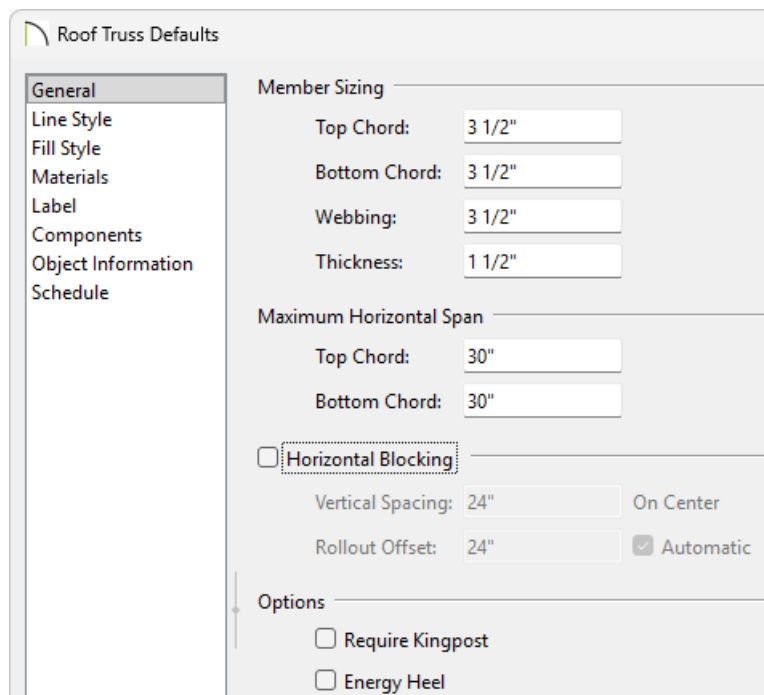 Roof Truss Defaults
General
Line Style
Fill Style
Materials
Label
Components
Object Information
Schedule
Member Sizing
Top Chord: 3 1/2"
Bottom Chord: 3 1/2"
Webbing: 3 1/2"
Thickness: 1 1/2"
Maximum Horizontal Span
Top Chord: 30"
Bottom Chord: 30"
Horizontal Blocking
Vertical Spacing: 24" On Center
Rollout Offset: 24" Automatic
Options
Require Kingpost
Energy Heel